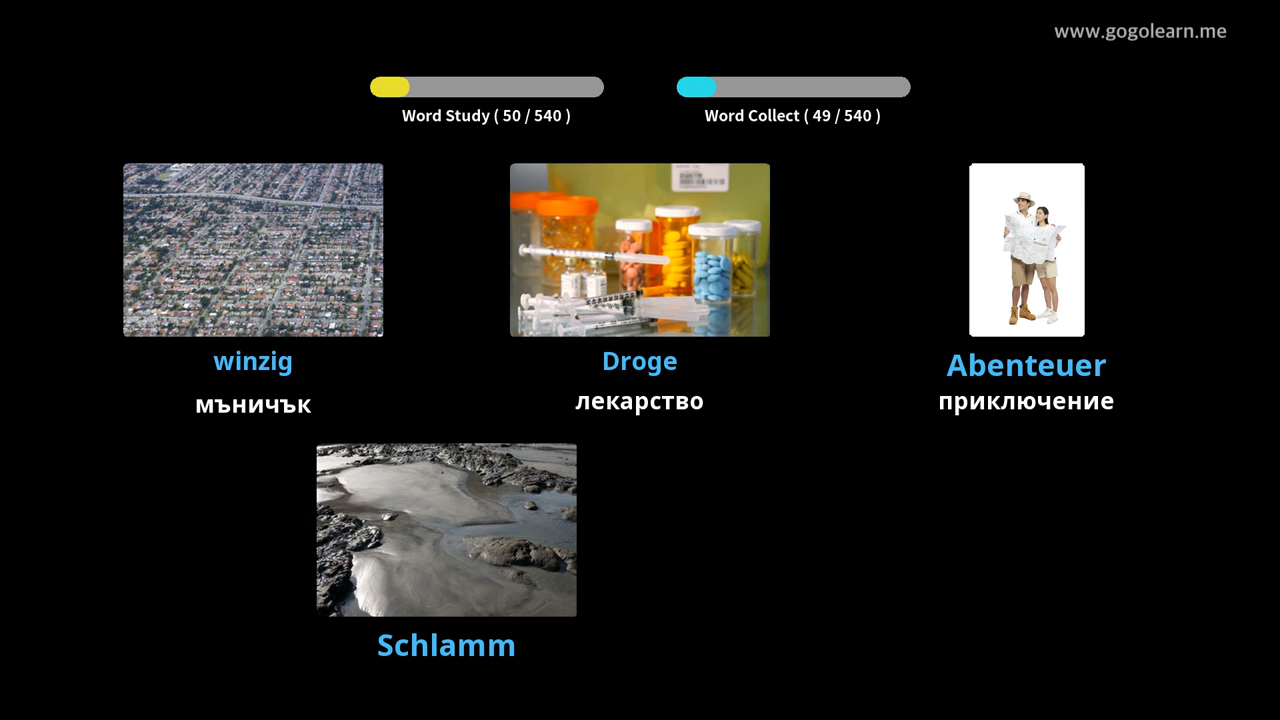 www.gogolearn.me
Word Study ( 50 / 540 )
Word Collect ( 49 / 540 )
winzig
Droge
Abenteuer
мъничък
лекарство
приключение
Schlamm